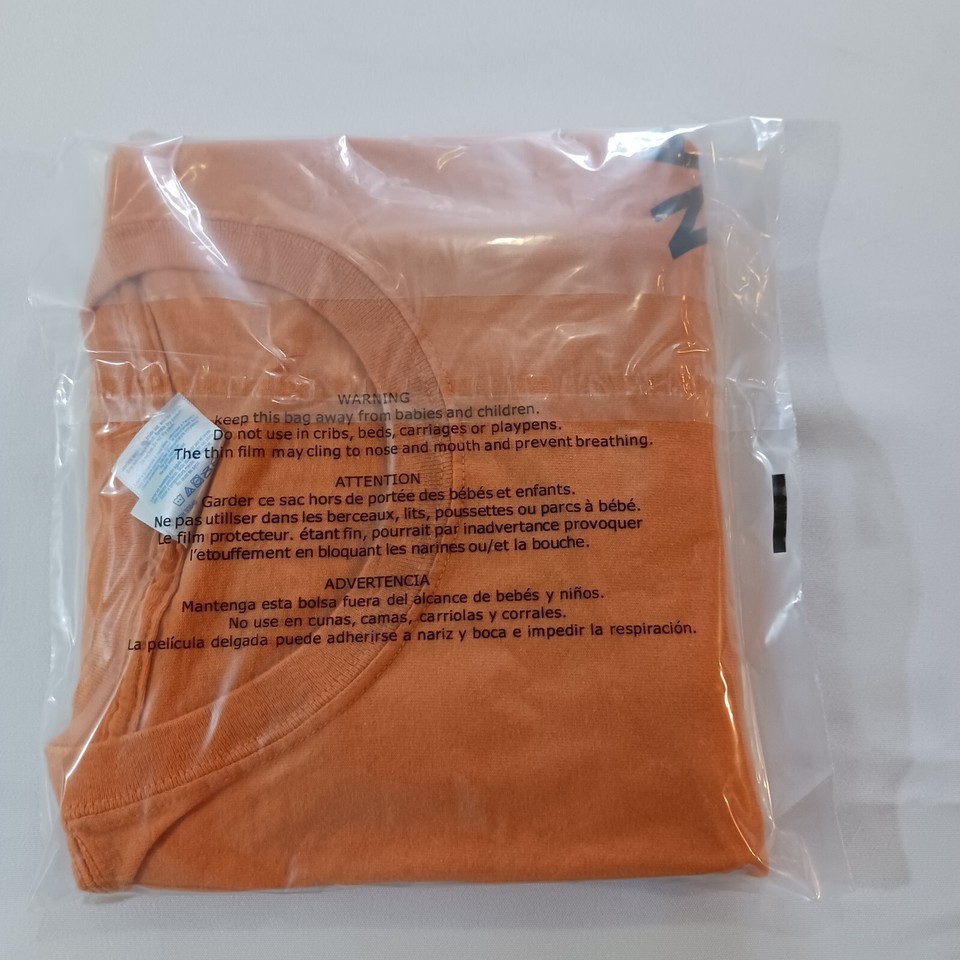 WARNING
keep this bag away from babies and children.
Do not use in cribs, beds, carriages or playpens.
The thin film may cling to nose and mouth and prevent breathing.
ATTENTION
Garder ce sac hors de portée des bébés et enfants.
Ne pas utiliser dans les berceaux, lits, poussettes ou parcs à bébé.
Le film protecteur. étant fin, pourrait par inadvertance provoquer
l'etouffement en bloquant les narines ou/et la bouche.
ADVERTENCIA
Mantenga esta bolsa fuera del alcance de bebés y niños.
No use en cunas, camas, carriolas y corrales.
La película delgada puede adherirse a nariz y boca e impedir la respiración.